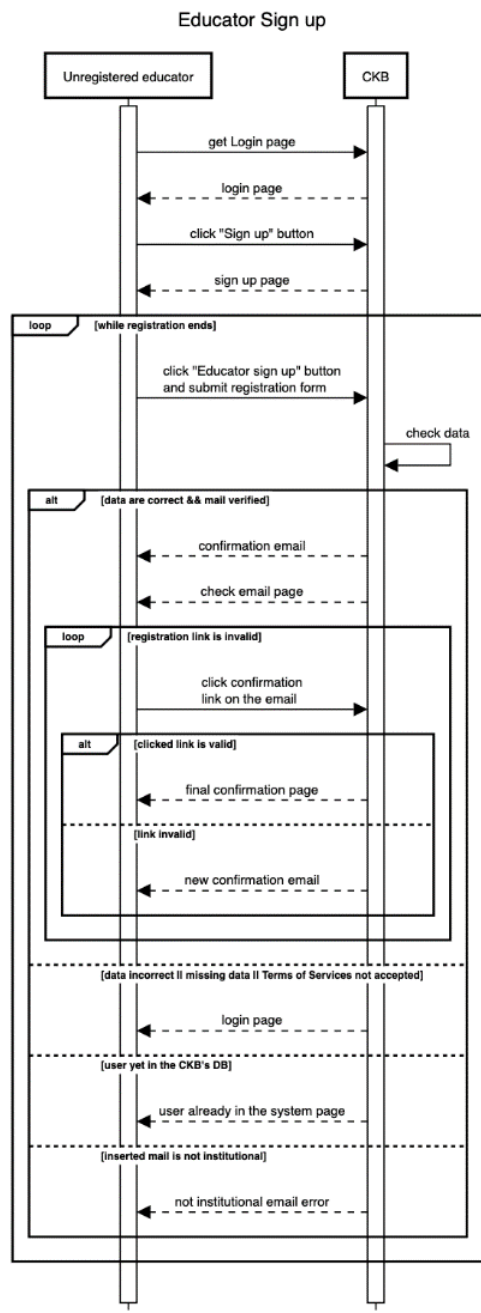 Educator Sign up
Unregistered educator
CKB
get Login page
login page
click "Sign up" button
sign up page
loop
[while registration ends]
click "Educator sign up" button
and submit registration form
check data
alt
[data are correct && mail verified]
confirmation email
check email page
loop
[registration link is invalid]
click confirmation
link on the email
alt
[clicked link is valid]
final confirmation page
[link invalid]
new confirmation email
[data incorrect II missing data II Terms of Services not accepted]
login page
[user yet in the CKB's DB]
user already in the system page
[inserted mail is not institutional]
not institutional email error